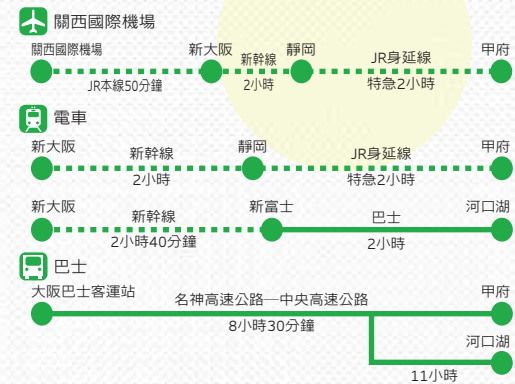 關西國際機場
關西國際機場 新大阪 新幹線 靜岡 JR身延線 甲府
JR本線50分鐘 2小時 特急2小時
電車
新大阪 新幹線 靜岡 JR身延線 甲府
2小時 特急2小時
新大阪 新幹線 新富士 巴士 河口湖
2小時40分鐘 2小時
巴士
大阪巴士客運站 名神高速公路—中央高速公路 甲府
8小時30分鐘
河口湖
11小時